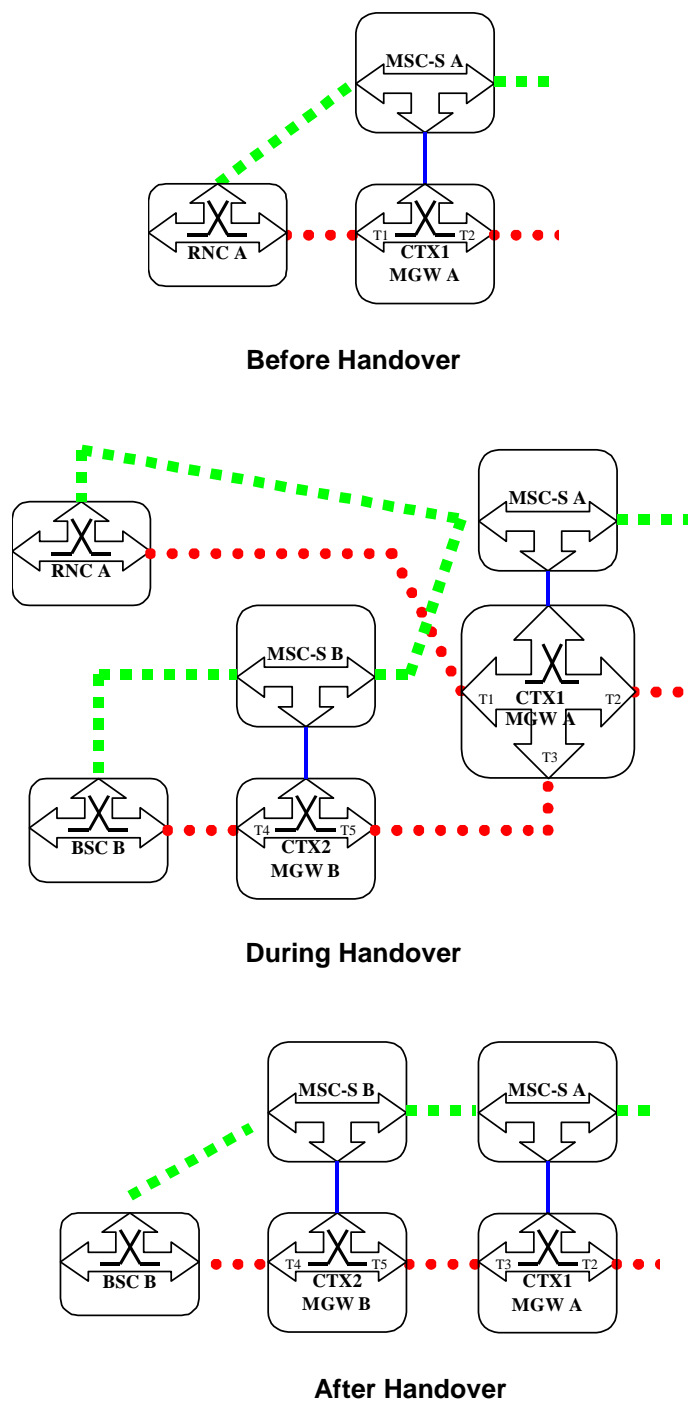 MSC-S A
RNC A
T1
T2
CTX1
MGW A
Before Handover
MSC-S A
RNC A
MSC-S B
T1
CTX1
T2
MGW A
T3
BSC B
T4
T5
CTX2
MGW B
During Handover
MSC-S B
MSC-S A
BSC B
T4
T5
CTX2
MGW B
T3
T2
CTX1
MGW A
After Handover